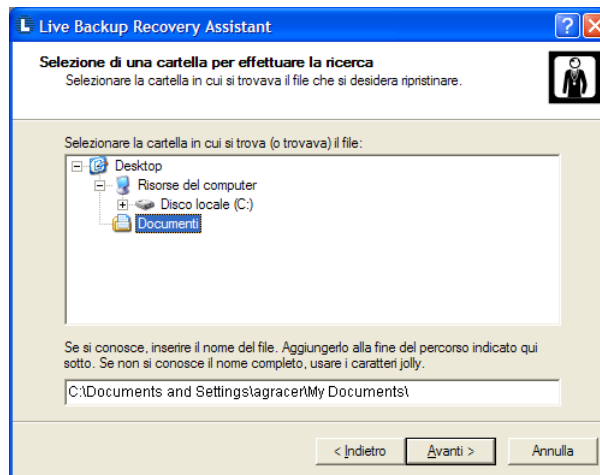 Live Backup Recovery Assistant
Selezione di una cartella per effettuare la ricerca
Selezionare la cartella in cui si trovava il file che si desidera ripristinare.
Selezionare la cartella in cui si trova (o trovava) il file:
Desktop
Risorse del computer
Disco locale (C:)
Documenti
Se si conosce, inserire il nome del file. Aggiungerlo alla fine del percorso indicato qui
sotto. Se non si conosce il nome completo, usare i caratteri jolly.
C:\Documents and Settings\agracer\My Documents\
< Indietro Avanti > Annulla